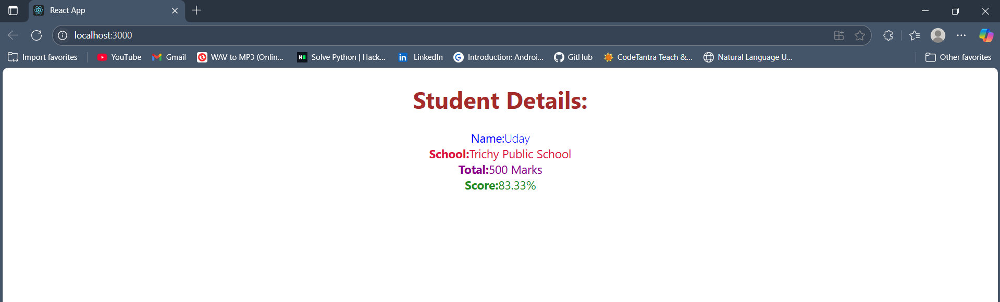 React App
localhost:3000
Import favorites YouTube Gmail WAV to MP3 (Onlin... Solve Python | Hack... LinkedIn Introduction: Androi... GitHub CodeTantra Teach &... Natural Language U... Other favorites
Student Details:
Name:Uday
School:Trichy Public School
Total:500 Marks
Score:83.33%